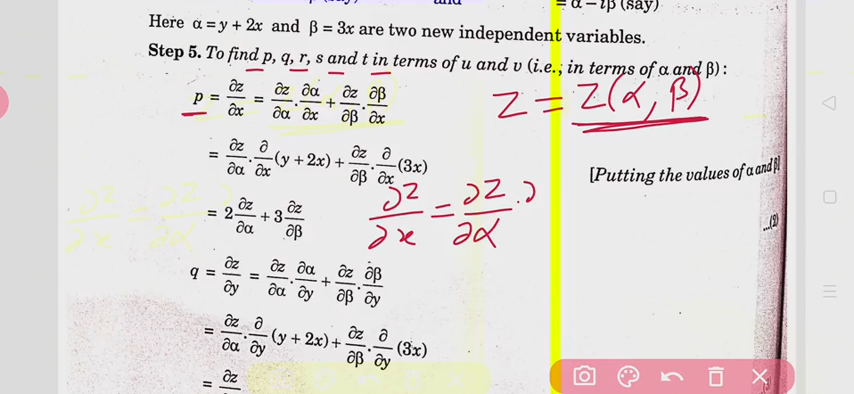 = α − iβ (say)
Here α = y + 2x and β = 3x are two new independent variables.
Step 5. To find p, q, r, s and t in terms of u and v (i.e.; in terms of α and β) :
p = ∂z/∂x = ∂z/∂α . ∂α/∂x + ∂z/∂β . ∂β/∂x
z = z(α, β)
= ∂z/∂α . ∂/∂x (y + 2x) + ∂z/∂β . ∂/∂x (3x)
[Putting the values of α and β]
= 2 ∂z/∂α + 3 ∂z/∂β
...(2)
∂z/∂x = ∂z/∂α . ∂
q = ∂z/∂y = ∂z/∂α . ∂α/∂y + ∂z/∂β . ∂β/∂y
= ∂z/∂α . ∂/∂y (y + 2x) + ∂z/∂β . ∂/∂y (3x)
= ∂z